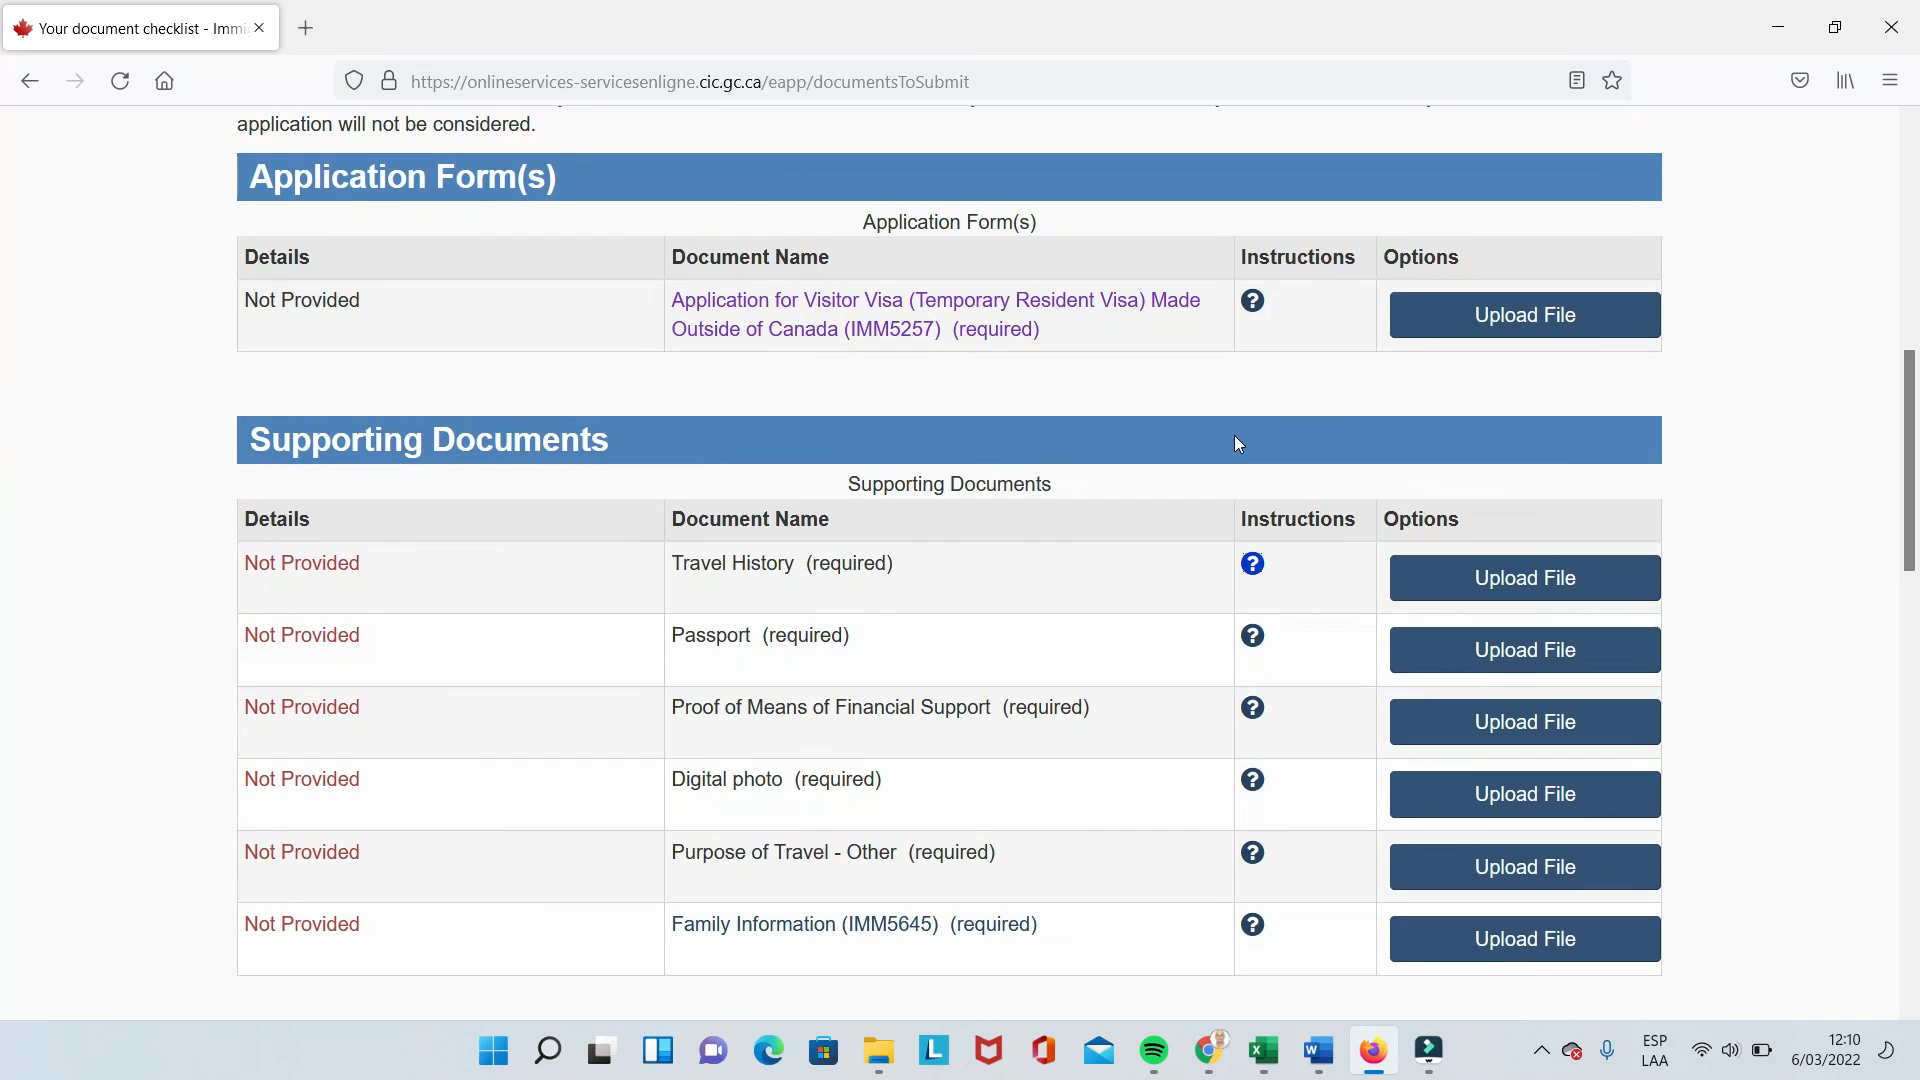 Your document checklist - Immi
https://onlineservices-servicesenligne.cic.gc.ca/eapp/documentsToSubmit
application will not be considered.
Application Form(s)
Application Form(s)
Details Document Name Instructions Options
Not Provided Application for Visitor Visa (Temporary Resident Visa) Made
Outside of Canada (IMM5257) (required) ? Upload File
Supporting Documents
Supporting Documents
Details Document Name Instructions Options
Not Provided Travel History (required) ? Upload File
Not Provided Passport (required) ? Upload File
Not Provided Proof of Means of Financial Support (required) ? Upload File
Not Provided Digital photo (required) ? Upload File
Not Provided Purpose of Travel - Other (required) ? Upload File
Not Provided Family Information (IMM5645) (required) ? Upload File
ESP 12:10
LAA 6/03/2022